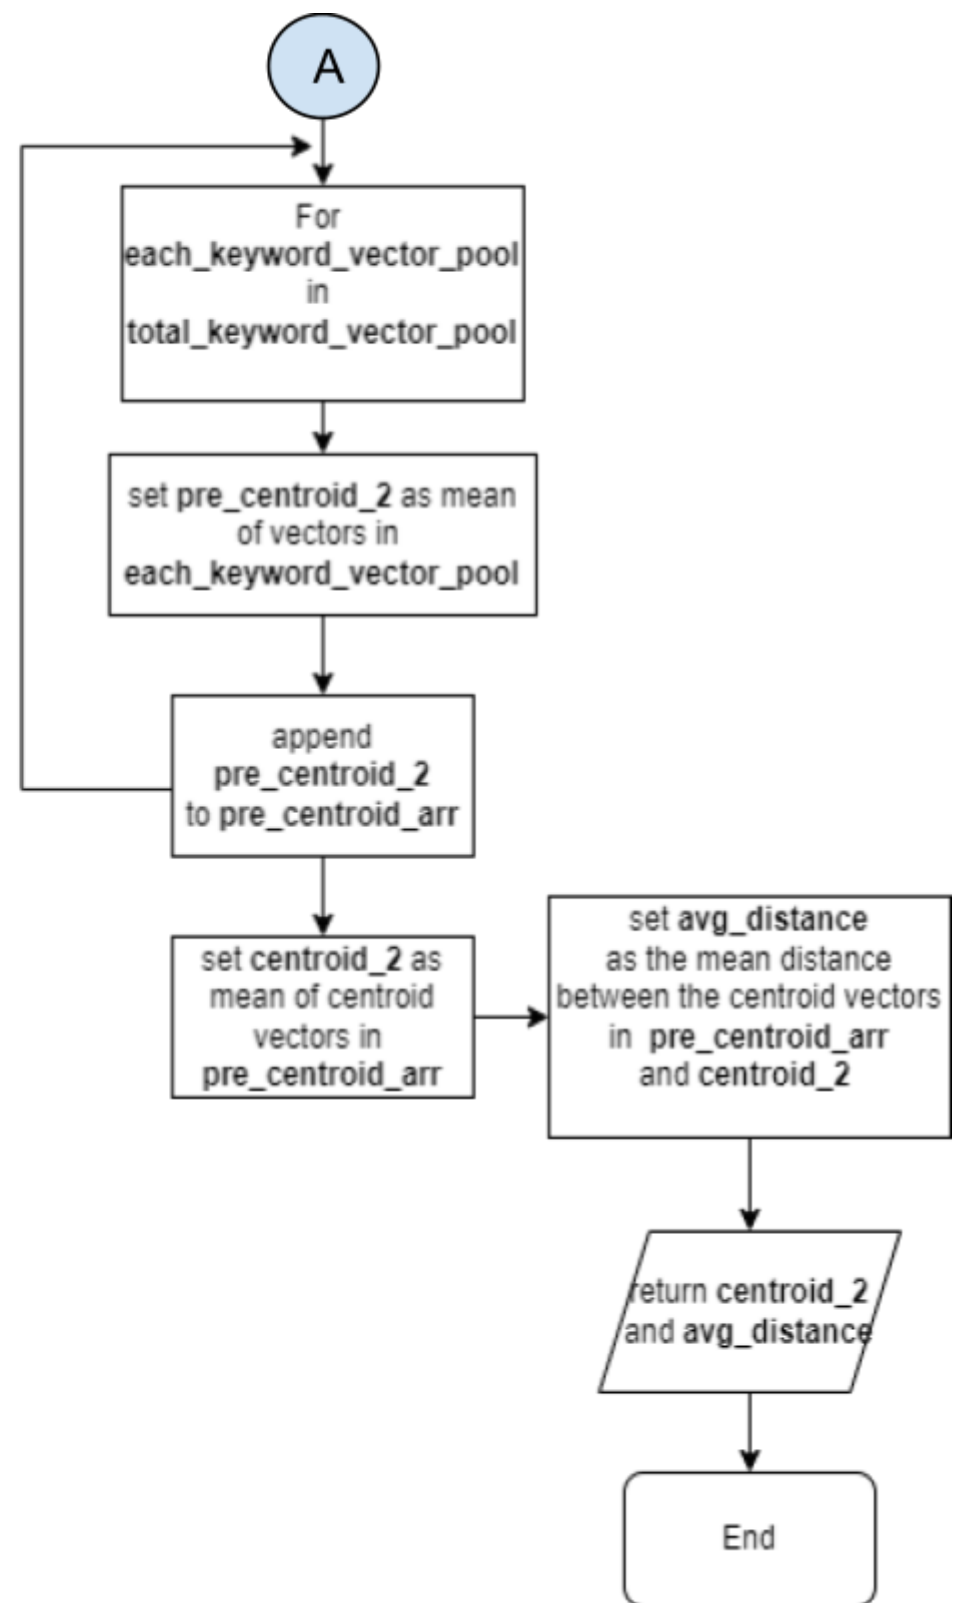 A
For
each_keyword_vector_pool
in
total_keyword_vector_pool
set pre_centroid_2 as mean
of vectors in
each_keyword_vector_pool
append
pre_centroid_2
to pre_centroid_arr
set centroid_2 as
mean of centroid
vectors in
pre_centroid_arr
set avg_distance
as the mean distance
between the centroid vectors
in pre_centroid_arr
and centroid_2
return centroid_2
and avg_distance
End